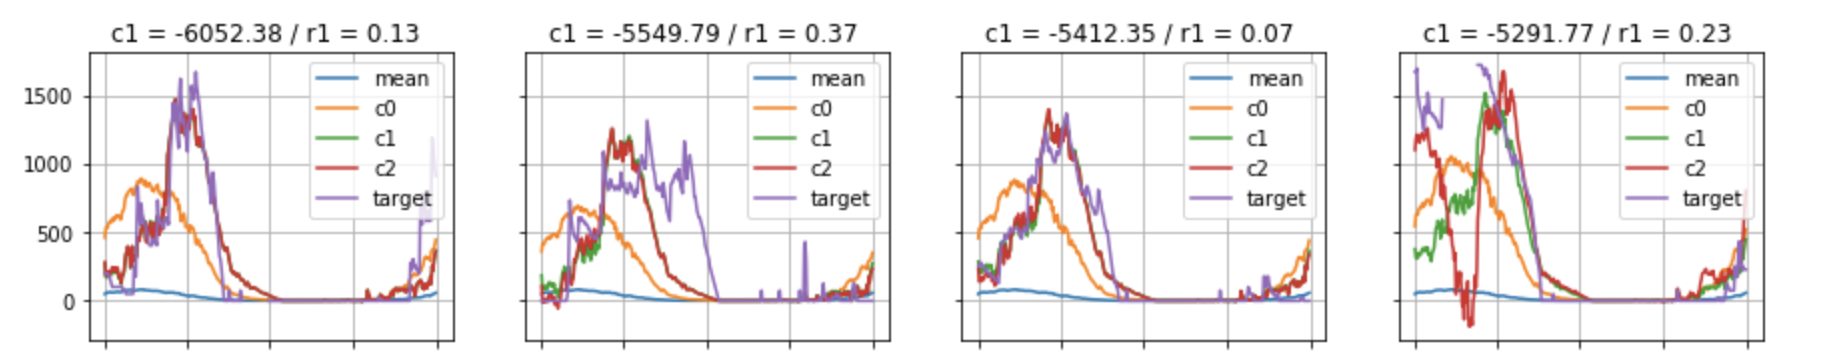 c1 = -6052.38 / r1 = 0.13
c1 = -5549.79 / r1 = 0.37
c1 = -5412.35 / r1 = 0.07
c1 = -5291.77 / r1 = 0.23
1500
1000
500
0
mean
c0
c1
c2
target
mean
c0
c1
c2
target
mean
c0
c1
c2
target
mean
c0
c1
c2
target